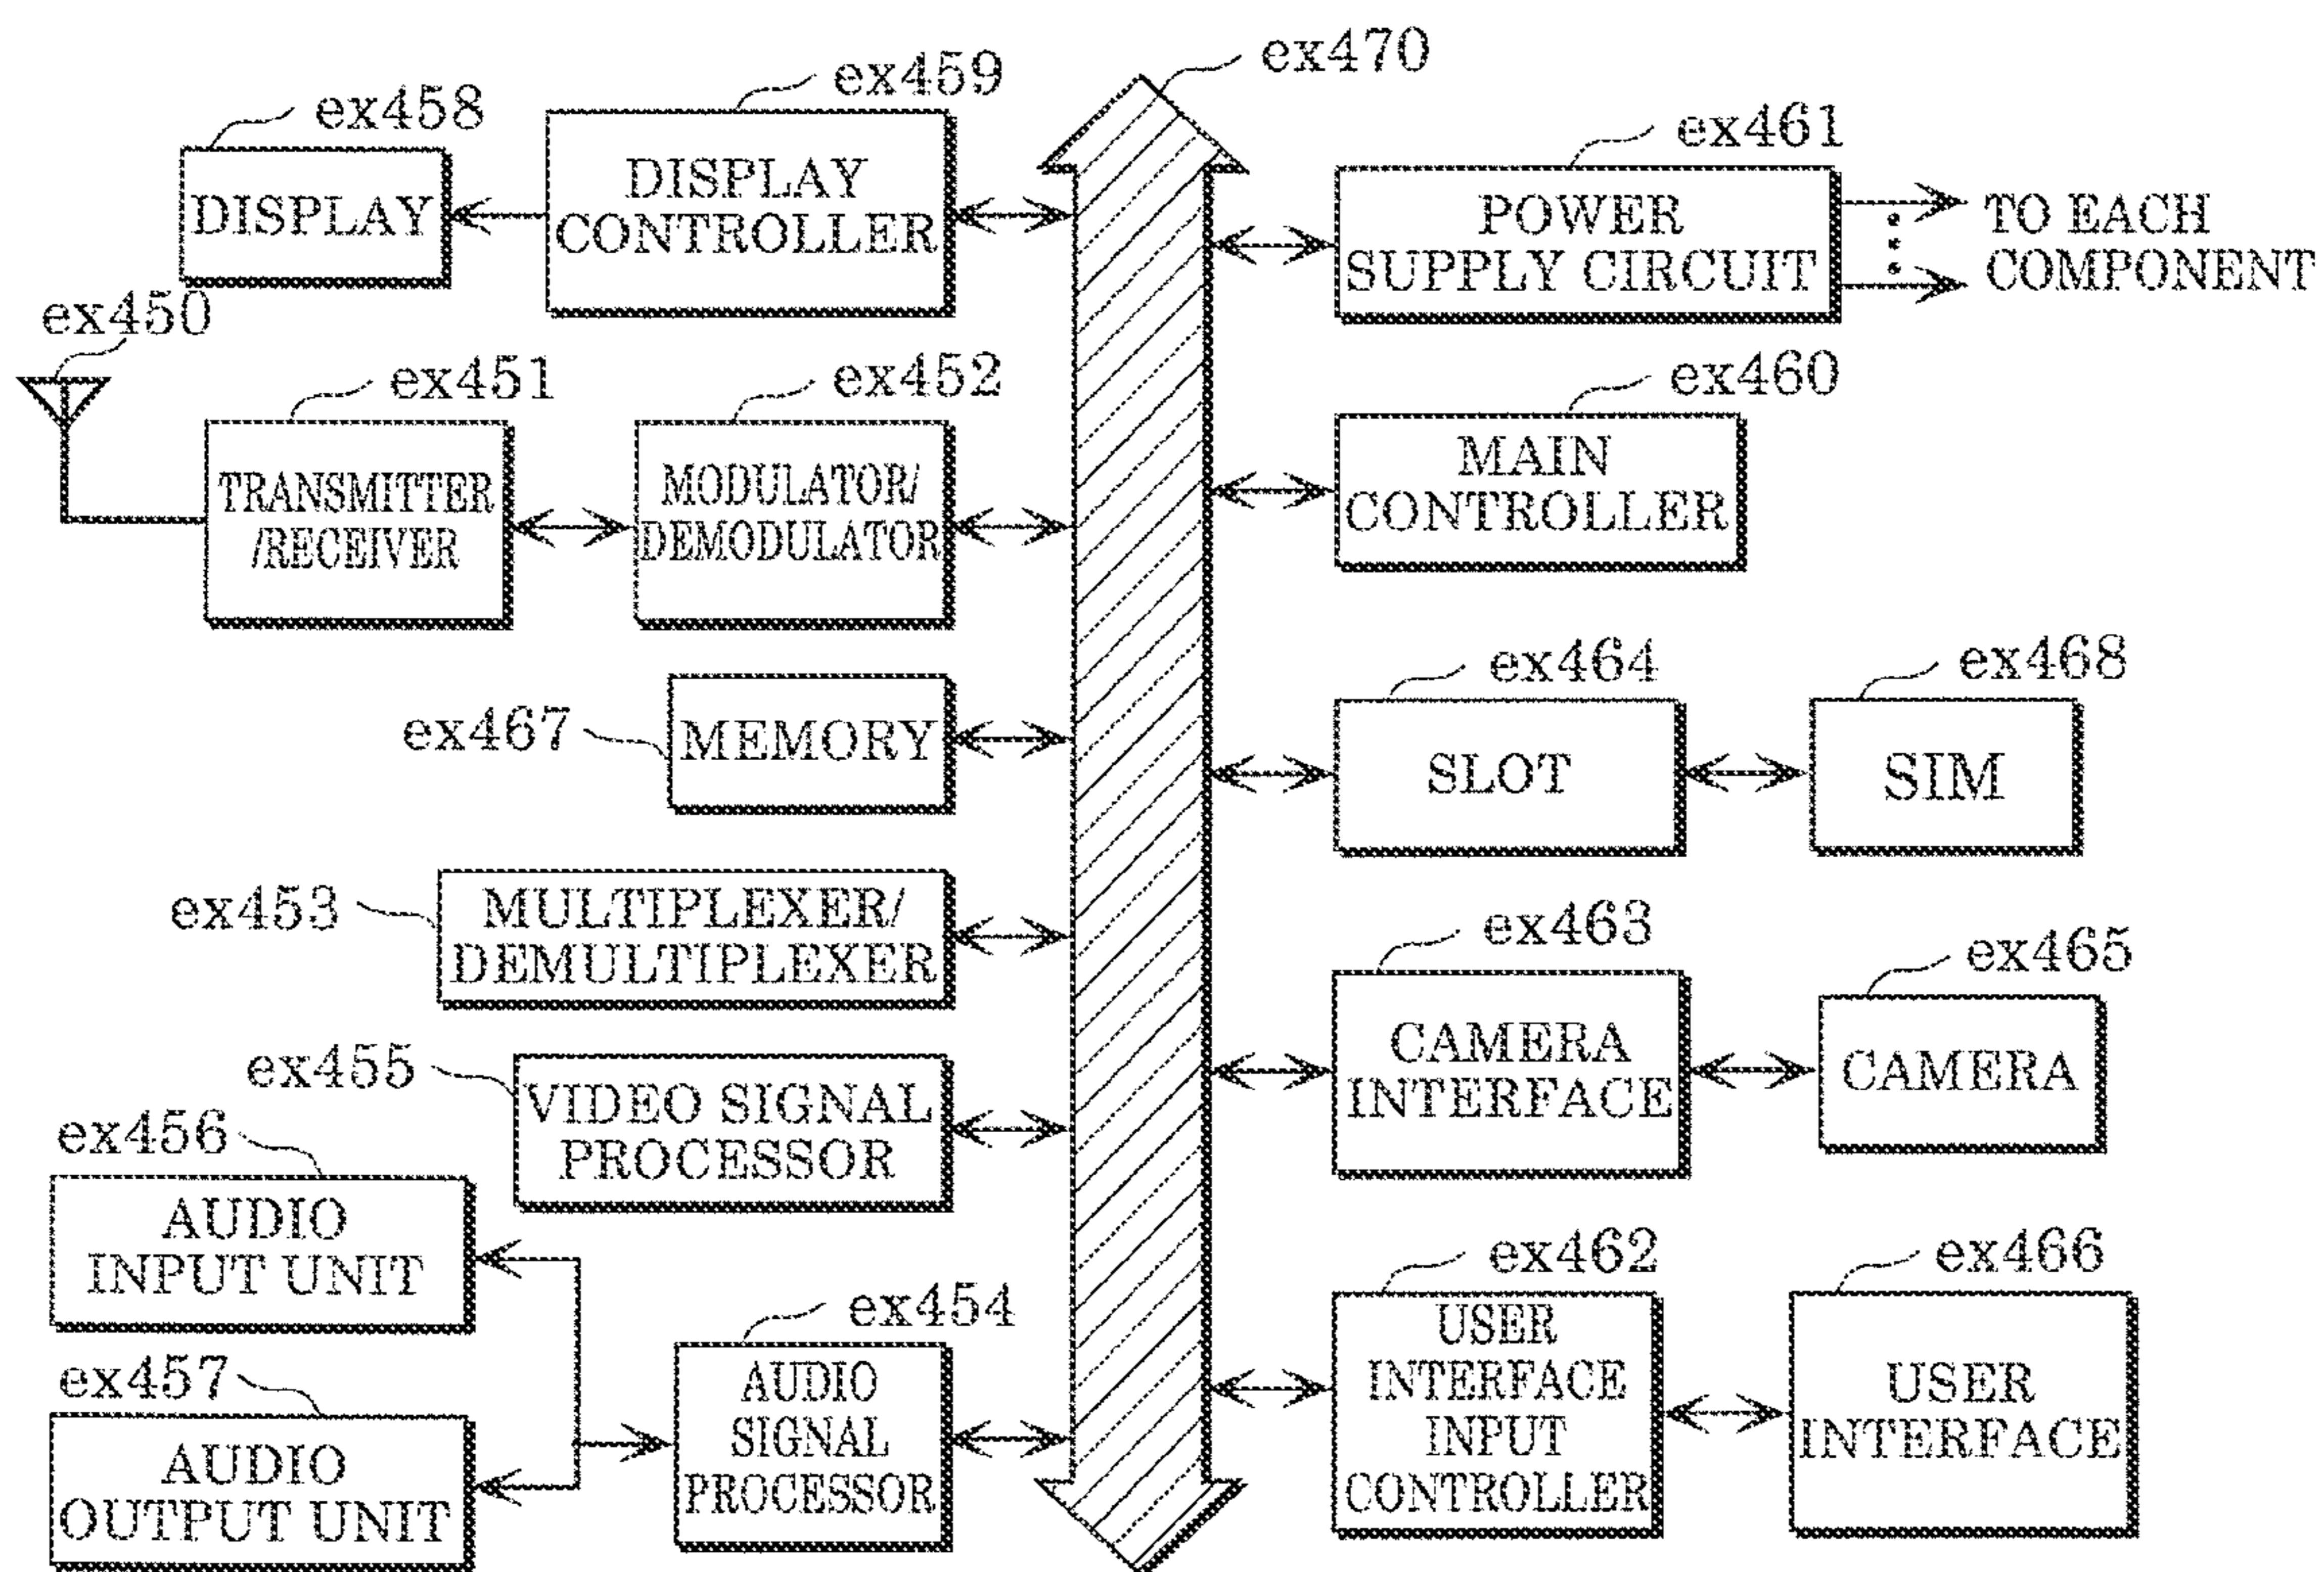 ex470
ex459
ex458
DISPLAY
CONTROLLER
DISPLAY
ex461
POWER
SUPPLY CIRCUIT
TO EACH
COMPONENT
ex450
ex451
ex452
TRANSMITTER
/RECEIVER
MODULATOR/
DEMODULATOR
ex460
MAIN
CONTROLLER
ex467
MEMORY
ex464
ex468
SLOT
SIM
ex453
MULTIPLEXER/
DEMULTIPLEXER
ex463
ex465
CAMERA
INTERFACE
CAMERA
ex455
VIDEO SIGNAL
PROCESSOR
ex456
AUDIO
INPUT UNIT
ex454
AUDIO
SIGNAL
PROCESSOR
ex457
AUDIO
OUTPUT UNIT
ex462
ex466
USER
INTERFACE
INPUT
CONTROLLER
USER
INTERFACE